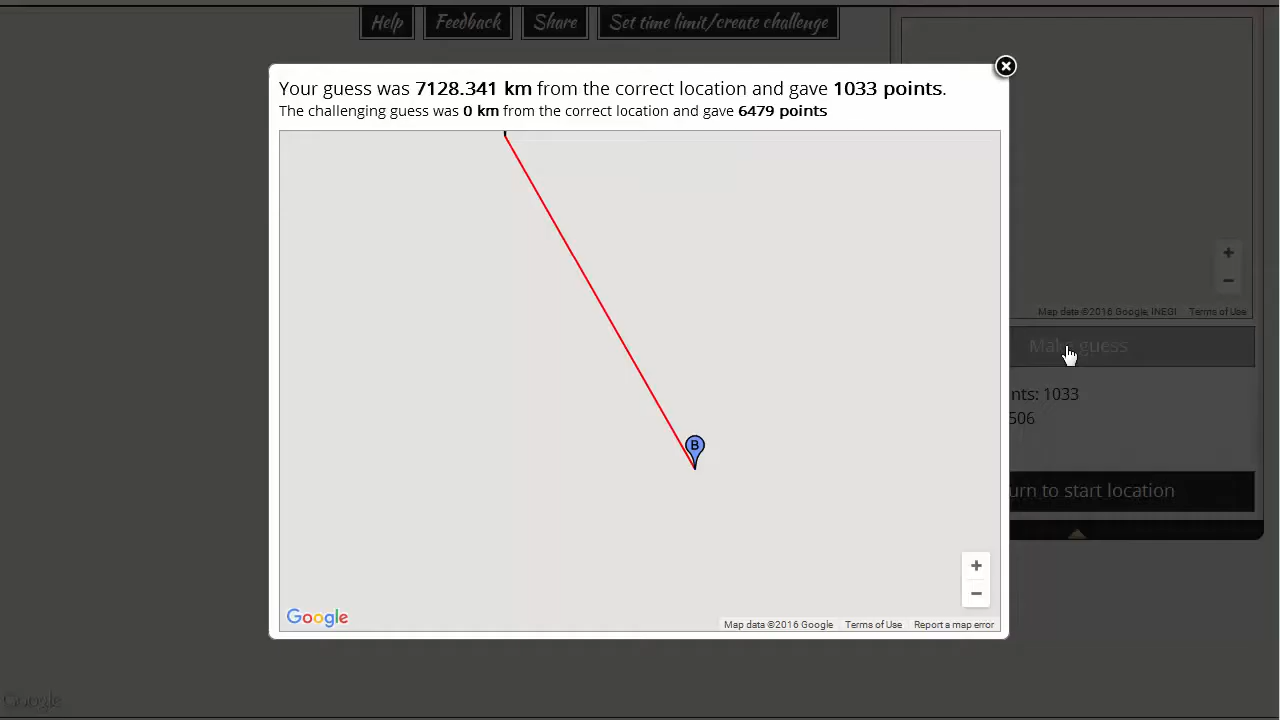 Help Feedback Share Set time limit/create challenge
Your guess was 7128.341 km from the correct location and gave 1033 points.
The challenging guess was 0 km from the correct location and gave 6479 points
B
+
−
Map data ©2016 Google, INEGI Terms of Use
Make guess
nts: 1033
506
urn to start location
+
−
Google
Map data ©2016 Google Terms of Use Report a map error
Google